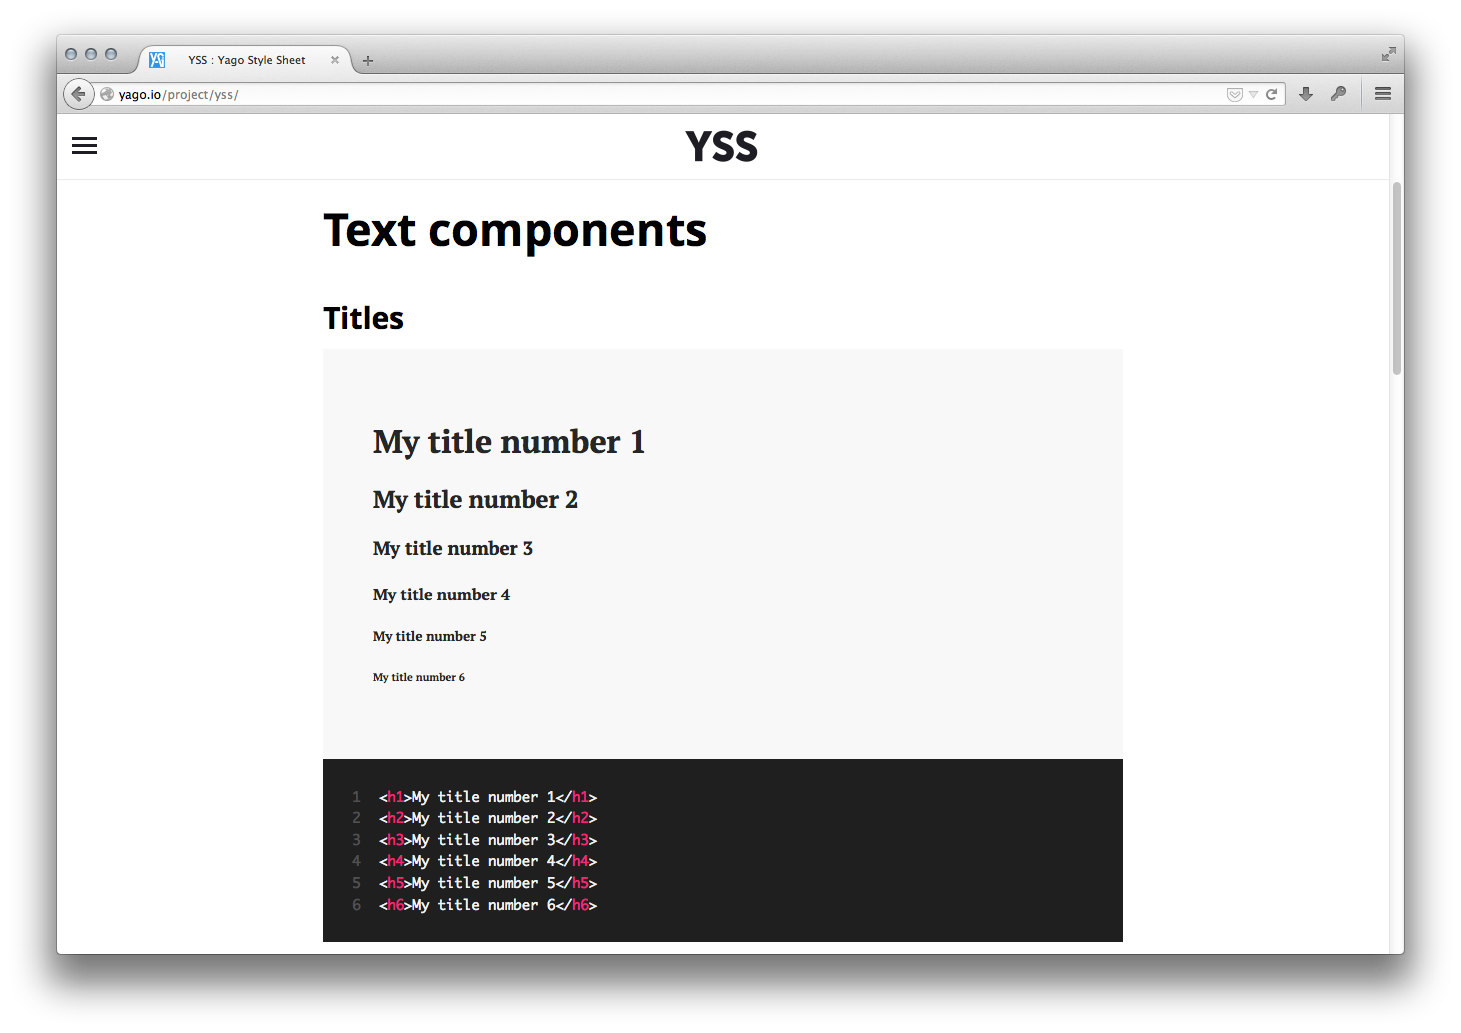 YSS : Yago Style Sheet
yago.io/project/yss/
YSS
Text components
Titles
My title number 1
My title number 2
My title number 3
My title number 4
My title number 5
My title number 6
1 <h1>My title number 1</h1>
2 <h2>My title number 2</h2>
3 <h3>My title number 3</h3>
4 <h4>My title number 4</h4>
5 <h5>My title number 5</h5>
6 <h6>My title number 6</h6>